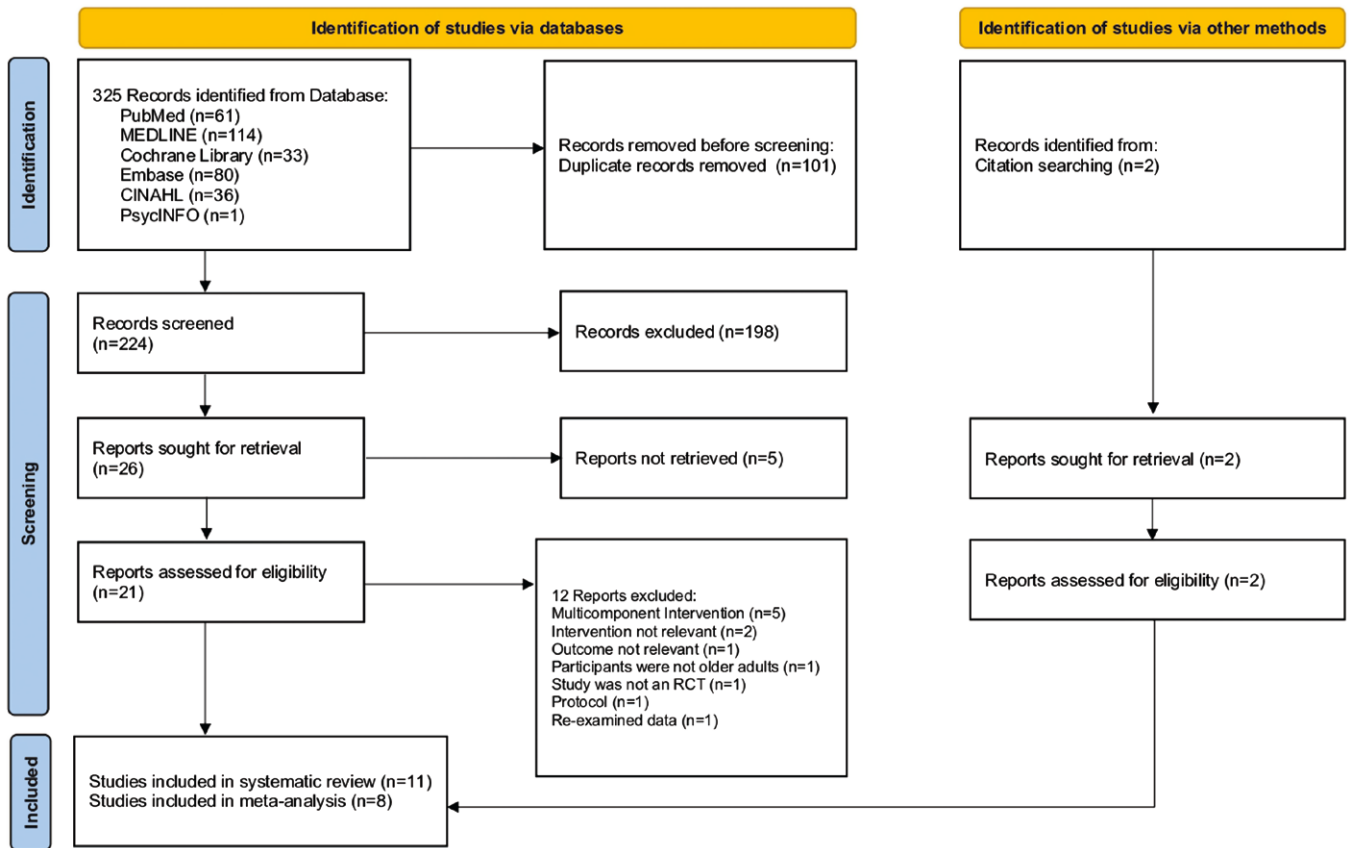 Identification of studies via databases
Identification of studies via other methods
Identification
325 Records identified from Database:
PubMed (n=61)
MEDLINE (n=114)
Cochrane Library (n=33)
Embase (n=80)
CINAHL (n=36)
PsycINFO (n=1)
Records removed before screening:
Duplicate records removed (n=101)
Records identified from:
Citation searching (n=2)
Screening
Records screened
(n=224)
Records excluded (n=198)
Reports sought for retrieval
(n=26)
Reports not retrieved (n=5)
Reports sought for retrieval (n=2)
Reports assessed for eligibility
(n=21)
12 Reports excluded:
Multicomponent Intervention (n=5)
Intervention not relevant (n=2)
Outcome not relevant (n=1)
Participants were not older adults (n=1)
Study was not an RCT (n=1)
Protocol (n=1)
Re-examined data (n=1)
Reports assessed for eligibility (n=2)
Included
Studies included in systematic review (n=11)
Studies included in meta-analysis (n=8)